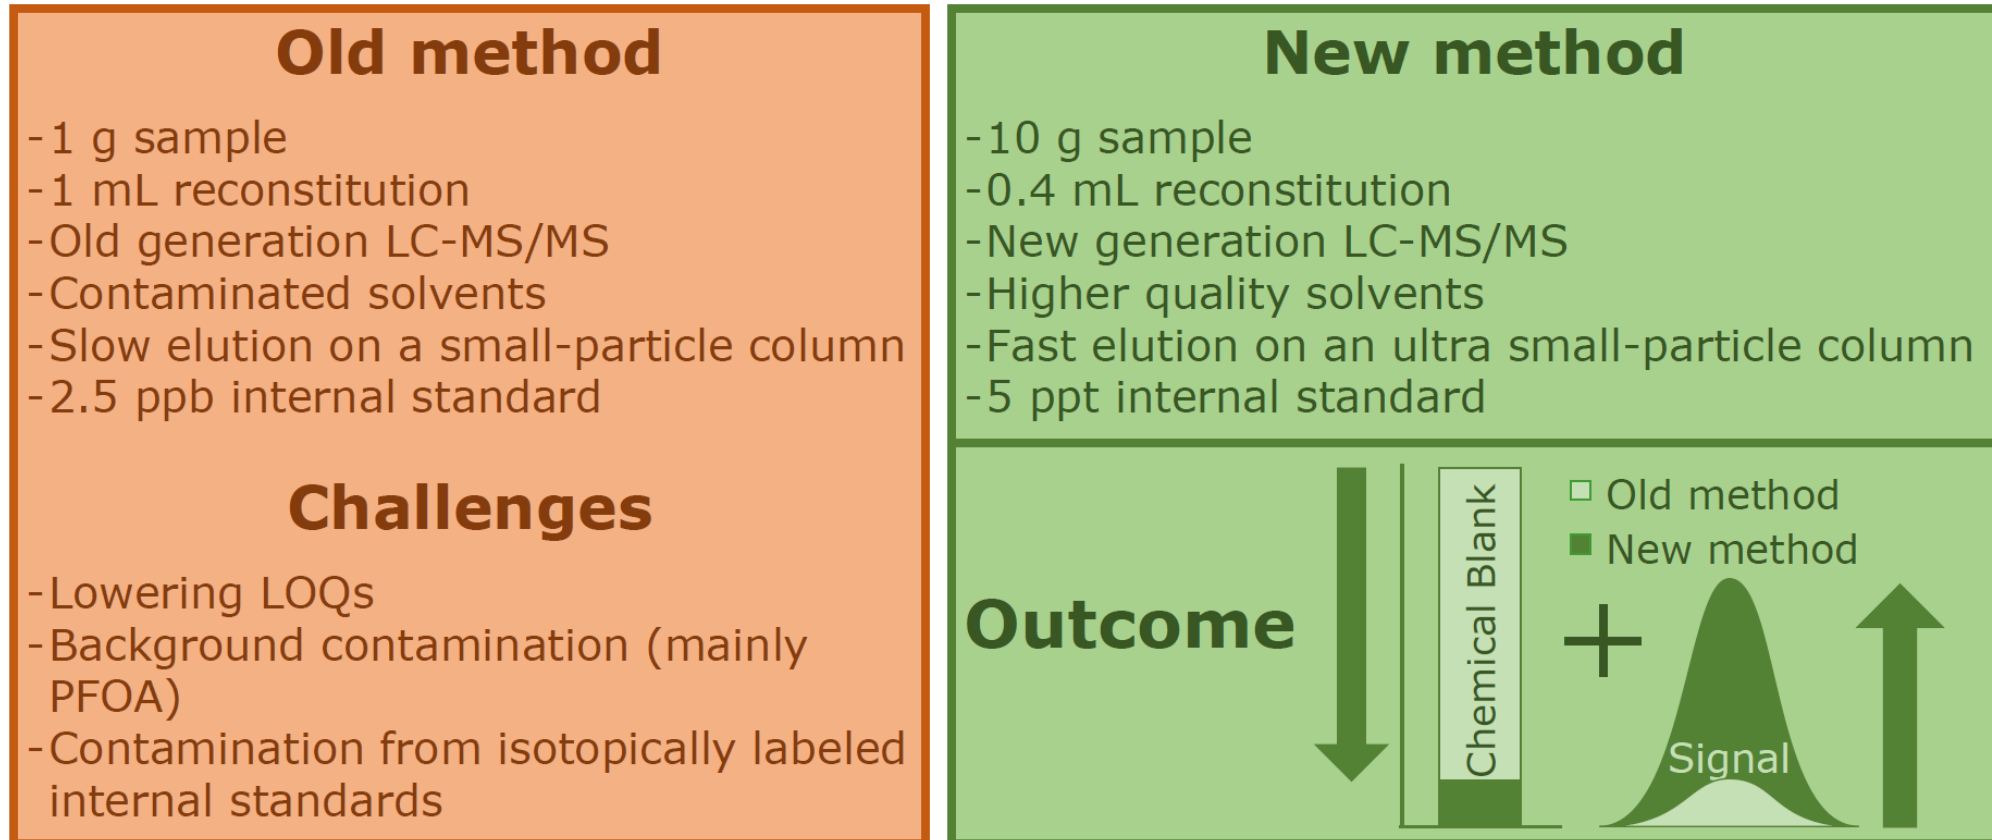 Old method
-1 g sample
-1 mL reconstitution
-Old generation LC-MS/MS
-Contaminated solvents
-Slow elution on a small-particle column
-2.5 ppb internal standard
Challenges
-Lowering LOQs
-Background contamination (mainly
PFOA)
-Contamination from isotopically labeled
internal standards
New method
-10 g sample
-0.4 mL reconstitution
-New generation LC-MS/MS
-Higher quality solvents
-Fast elution on an ultra small-particle column
-5 ppt internal standard
Outcome
Chemical Blank
+
Old method
New method
Signal